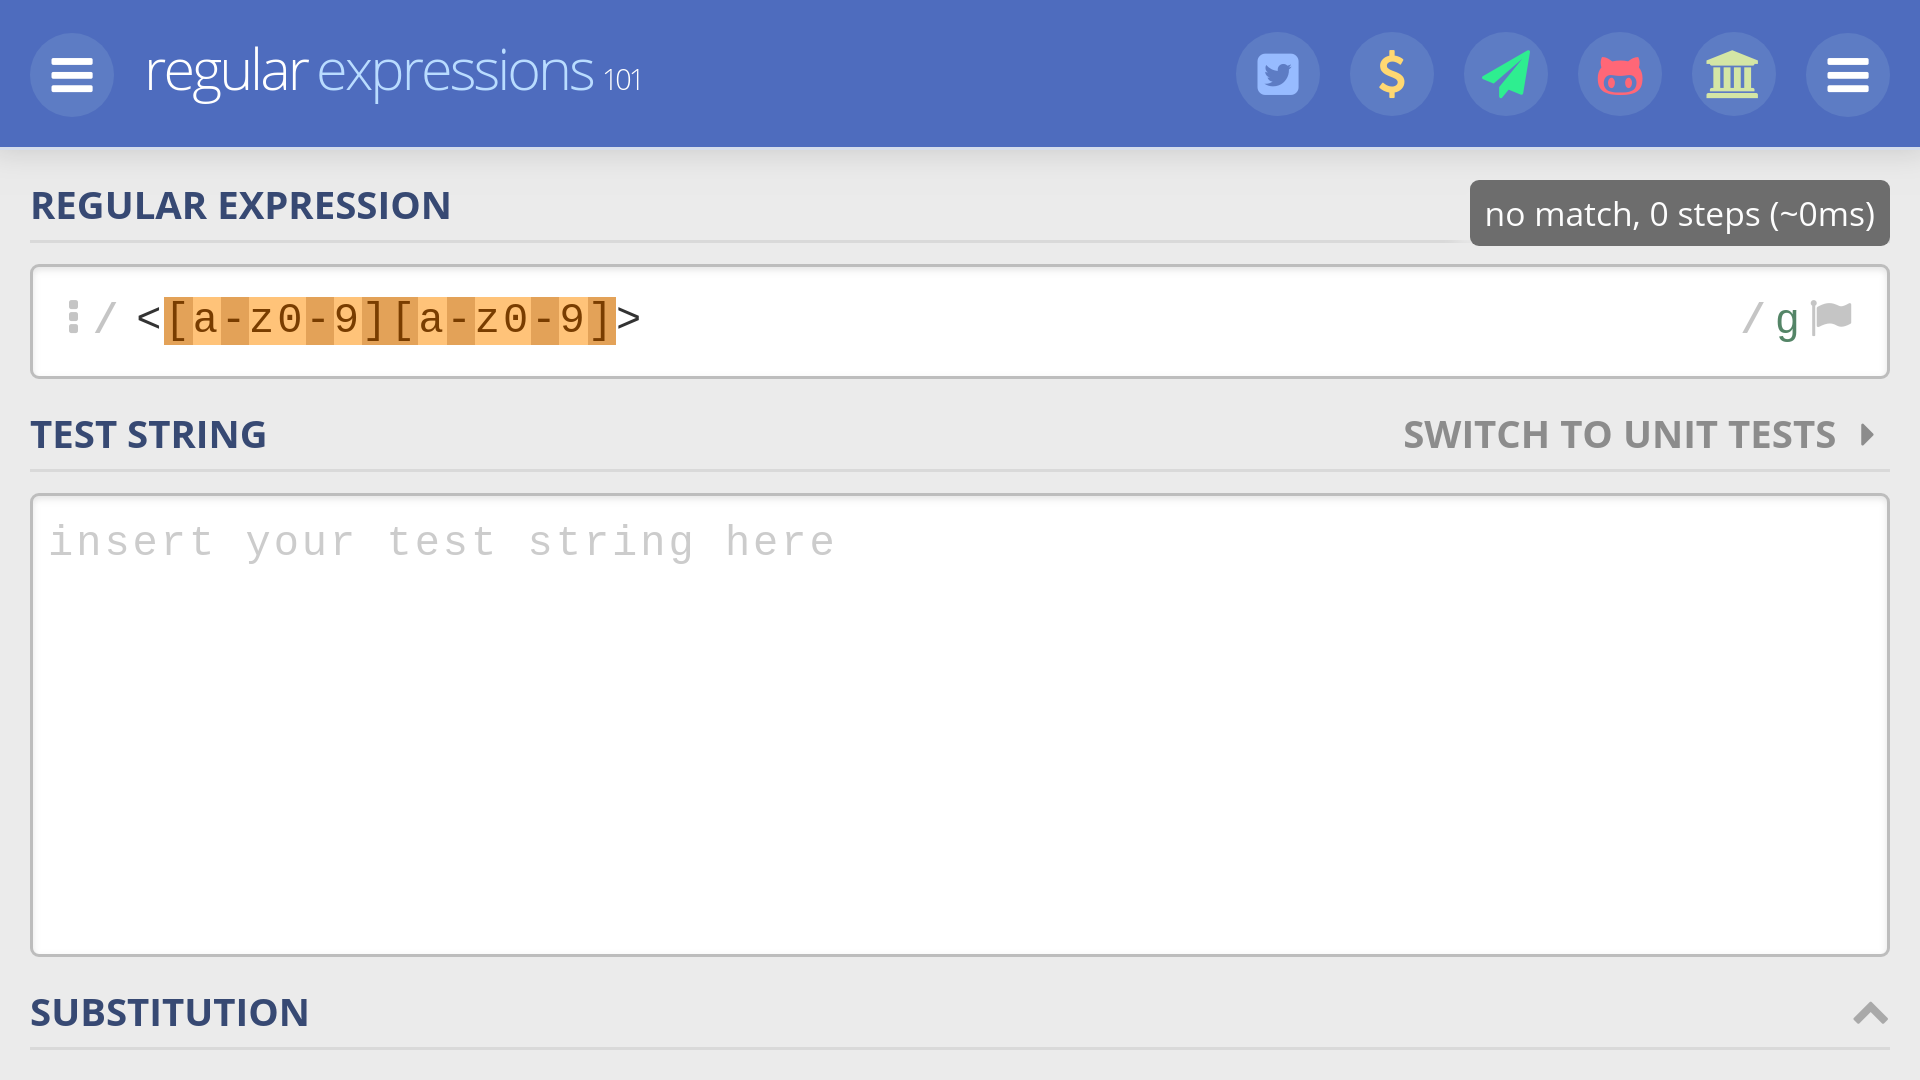 regular expressions 101
REGULAR EXPRESSION
no match, 0 steps (~0ms)
/ <[a-z0-9][a-z0-9]> / g
TEST STRING
SWITCH TO UNIT TESTS
insert your test string here
SUBSTITUTION